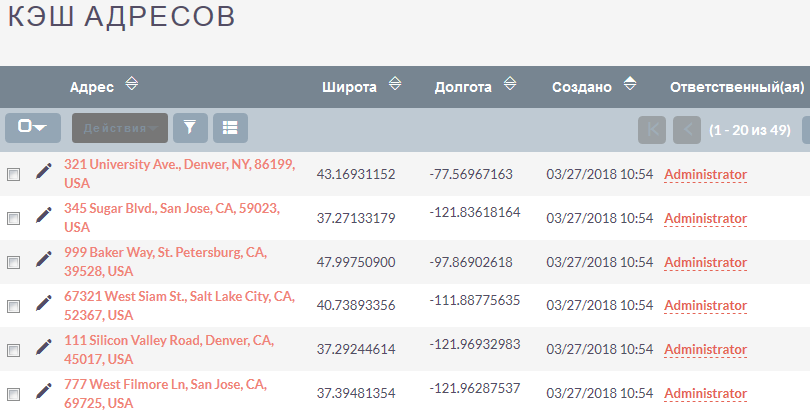 КЭШ АДРЕСОВ
Адрес Широта Долгота Создано Ответственный(ая)
Действия (1 - 20 из 49)
321 University Ave., Denver, NY, 86199, USA 43.16931152 -77.56967163 03/27/2018 10:54 Administrator
345 Sugar Blvd., San Jose, CA, 59023, USA 37.27133179 -121.83618164 03/27/2018 10:54 Administrator
999 Baker Way, St. Petersburg, CA, 39528, USA 47.99750900 -97.86902618 03/27/2018 10:54 Administrator
67321 West Siam St., Salt Lake City, CA, 52367, USA 40.73893356 -111.88775635 03/27/2018 10:54 Administrator
111 Silicon Valley Road, Denver, CA, 45017, USA 37.29244614 -121.96932983 03/27/2018 10:54 Administrator
777 West Filmore Ln, San Jose, CA, 69725, USA 37.39481354 -121.96287537 03/27/2018 10:54 Administrator